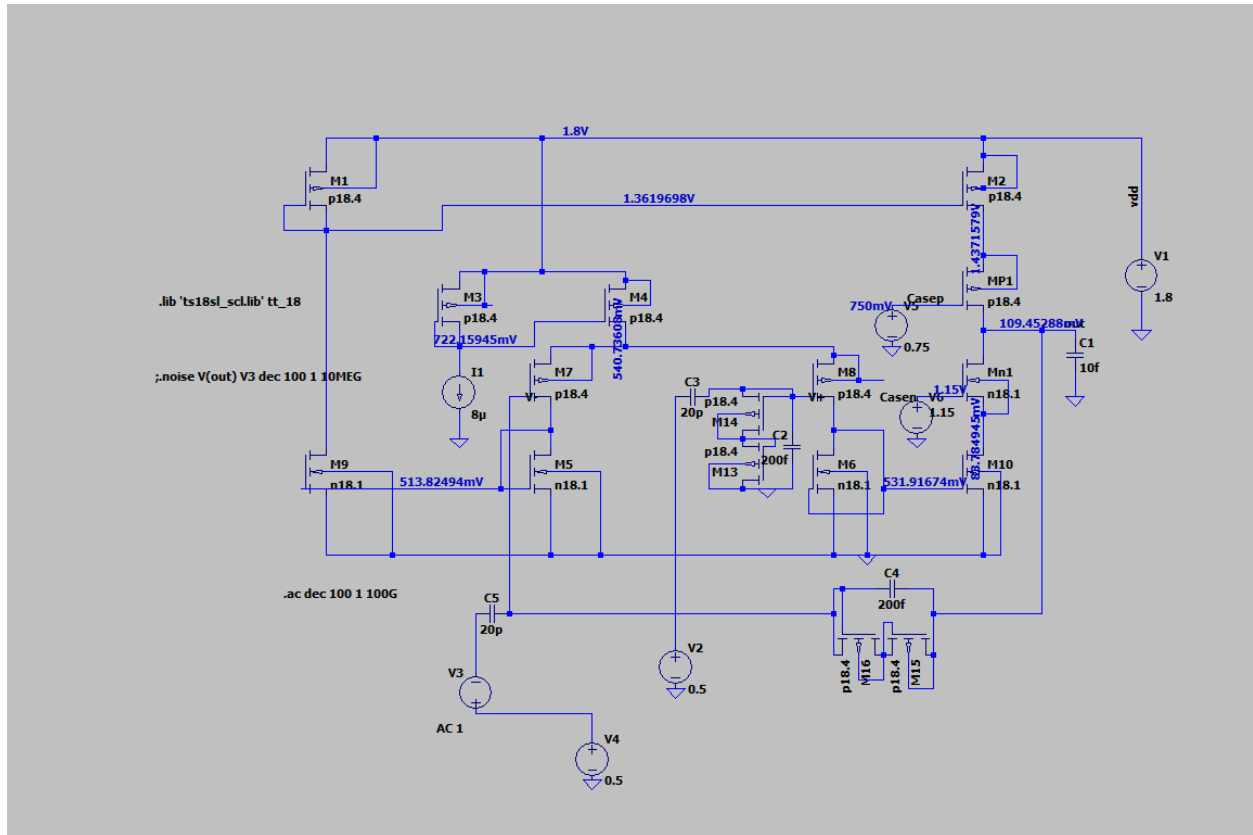 1.8V
M1
p18.4
M2
p18.4
1.3619698V
vdd
1.4371579V
V1
1.8
.lib 'ts18sl_scl.lib' tt_18
M3
p18.4
M4
p18.4
MP1
p18.4
750mV
Casep
V5
0.75
722.15945mV
109.45288mV
out
C1
10f
;.noise V(out) V3 dec 100 1 10MEG
I1
8µ
M7
p18.4
V-
M8
p18.4
V+
C3
20p
p18.4
M14
C2
200f
p18.4
M13
Casen
1.15V
V6
1.15
Mn1
n18.1
M9
n18.1
513.82494mV
M5
n18.1
M6
n18.1
531.91674mV
M10
n18.1
.ac dec 100 1 100G
C5
20p
C4
200f
p18.4
M16
p18.4
M15
V3
AC 1
V2
0.5
V4
0.5